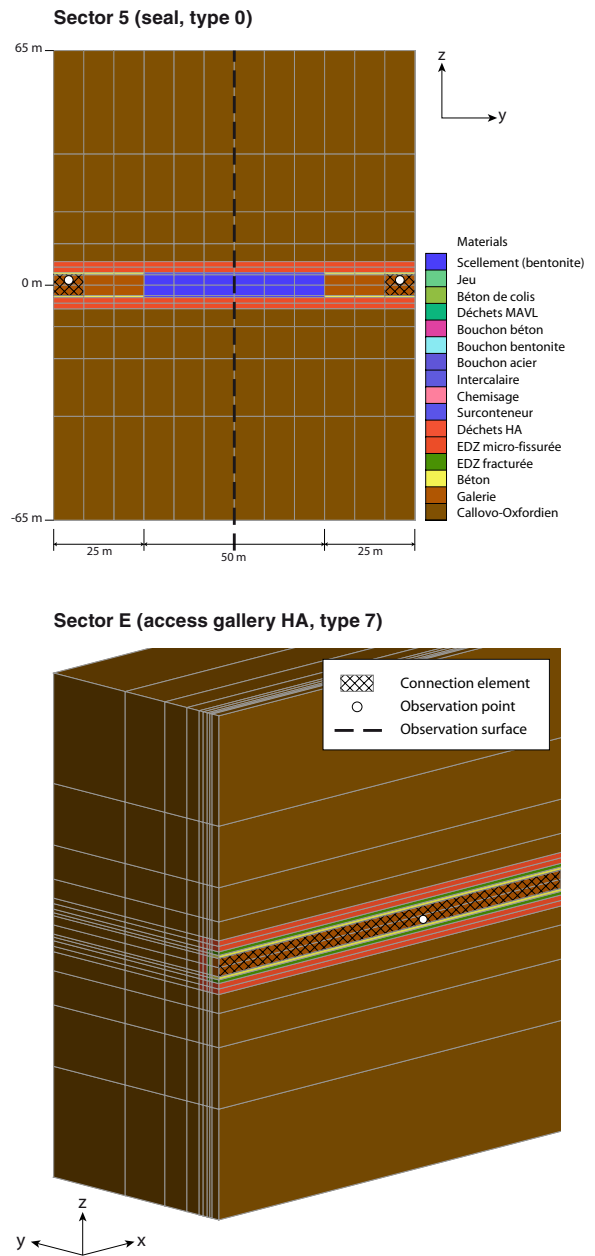 Sector 5 (seal, type 0)
65 m
z
y
Materials
Scellement (bentonite)
Jeu
0 m
Béton de colis
Déchets MAVL
Bouchon béton
Bouchon bentonite
Bouchon acier
Intercalaire
Chemisage
Surconteneur
Déchets HA
EDZ micro-fissurée
EDZ fracturée
Béton
Galerie
Callovo-Oxfordien
-65 m
25 m
50 m
25 m
Sector E (access gallery HA, type 7)
Connection element
Observation point
Observation surface
z
y
x